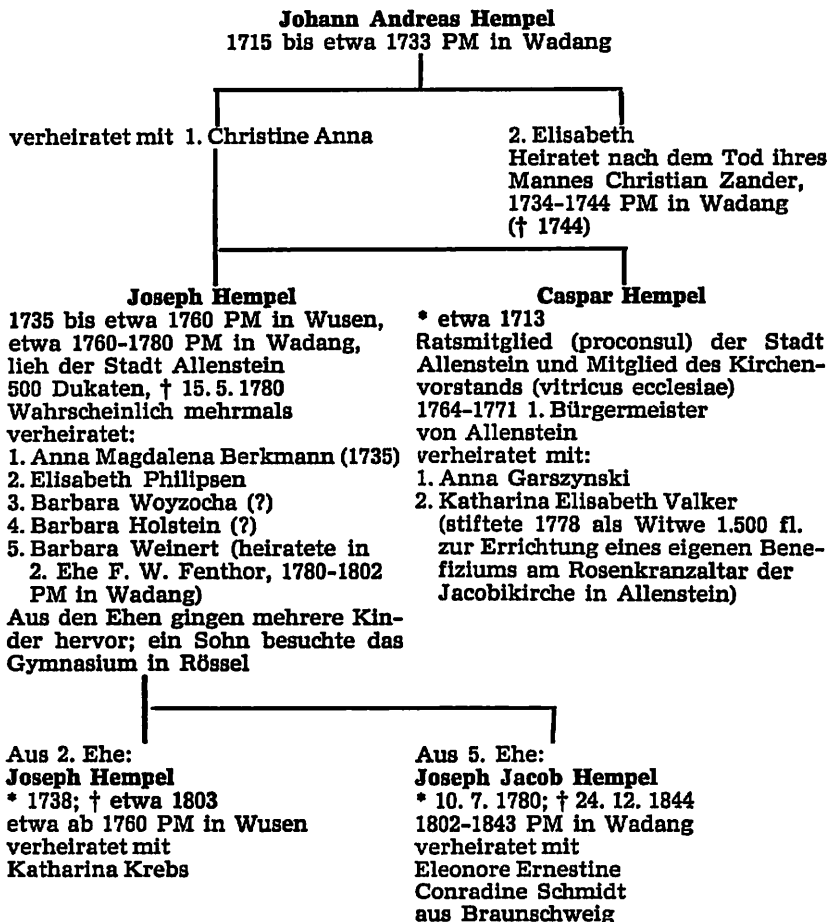 Johann Andreas Hempel
1715 bis etwa 1733 PM in Wadang
verheiratet mit 1. Christine Anna
2. Elisabeth
Heiratet nach dem Tod ihres
Mannes Christian Zander,
1734-1744 PM in Wadang
(† 1744)
Joseph Hempel
1735 bis etwa 1760 PM in Wusen,
etwa 1760-1780 PM in Wadang,
lieh der Stadt Allenstein
500 Dukaten, † 15. 5. 1780
Wahrscheinlich mehrmals
verheiratet:
1. Anna Magdalena Berkmann (1735)
2. Elisabeth Philipsen
3. Barbara Woyzocha (?)
4. Barbara Holstein (?)
5. Barbara Weinert (heiratete in
2. Ehe F. W. Fenthor, 1780-1802
PM in Wadang)
Aus den Ehen gingen mehrere Kin-
der hervor; ein Sohn besuchte das
Gymnasium in Rössel
Caspar Hempel
* etwa 1713
Ratsmitglied (proconsul) der Stadt
Allenstein und Mitglied des Kirchen-
vorstands (vitricus ecclesiae)
1764-1771 1. Bürgermeister
von Allenstein
verheiratet mit:
1. Anna Garszynski
2. Katharina Elisabeth Valker
(stiftete 1778 als Witwe 1.500 fl.
zur Errichtung eines eigenen Bene-
fiziums am Rosenkranzaltar der
Jacobikirche in Allenstein)
Aus 2. Ehe:
Joseph Hempel
* 1738; † etwa 1803
etwa ab 1760 PM in Wusen
verheiratet mit
Katharina Krebs
Aus 5. Ehe:
Joseph Jacob Hempel
* 10. 7. 1780; † 24. 12. 1844
1802-1843 PM in Wadang
verheiratet mit
Eleonore Ernestine
Conradine Schmidt
aus Braunschweig